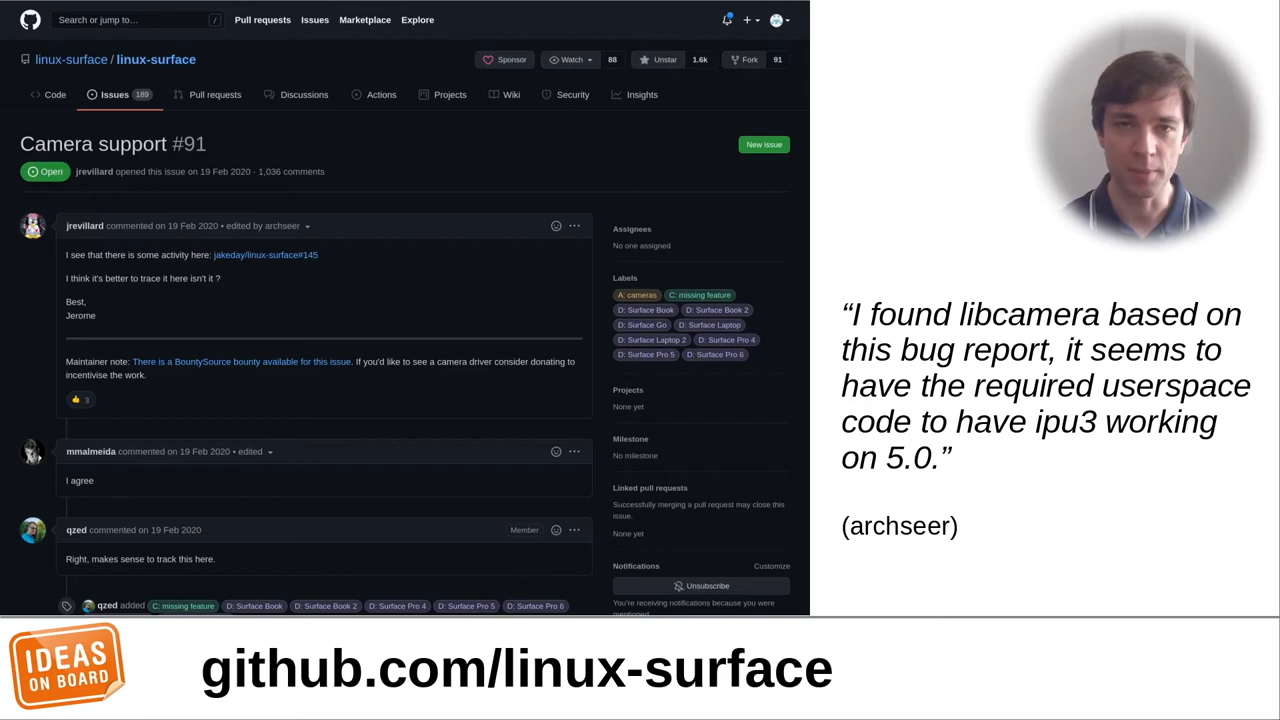 Search or jump to...
/
Pull requests
Issues
Marketplace
Explore
linux-surface / linux-surface
Sponsor
Watch
88
Unstar
1.6k
Fork
91
Code
Issues 189
Pull requests
Discussions
Actions
Projects
Wiki
Security
Insights
Camera support #91
New issue
Open
jrevillard opened this issue on 19 Feb 2020 · 1,036 comments
jrevillard commented on 19 Feb 2020 • edited by archseer
I see that there is some activity here: jakeday/linux-surface#145
I think it's better to trace it here isn't it ?
Best,
Jerome
Maintainer note: There is a BountySource bounty available for this issue. If you'd like to see a camera driver consider donating to
incentivise the work.
3
mmalmeida commented on 19 Feb 2020 • edited
I agree
qzed commented on 19 Feb 2020
Member
Right, makes sense to track this here.
qzed added C: missing feature D: Surface Book D: Surface Book 2 D: Surface Pro 4 D: Surface Pro 5 D: Surface Pro 6
Assignees
No one assigned
Labels
A: cameras C: missing feature
D: Surface Book D: Surface Book 2
D: Surface Go D: Surface Laptop
D: Surface Laptop 2 D: Surface Pro 4
D: Surface Pro 5 D: Surface Pro 6
Projects
None yet
Milestone
No milestone
Linked pull requests
Successfully merging a pull request may close this
issue.
None yet
Notifications
Customize
Unsubscribe
You're receiving notifications because you were
mentioned.
“I found libcamera based on
this bug report, it seems to
have the required userspace
code to have ipu3 working
on 5.0.”
(archseer)
IDEAS
ON BOARD
github.com/linux-surface